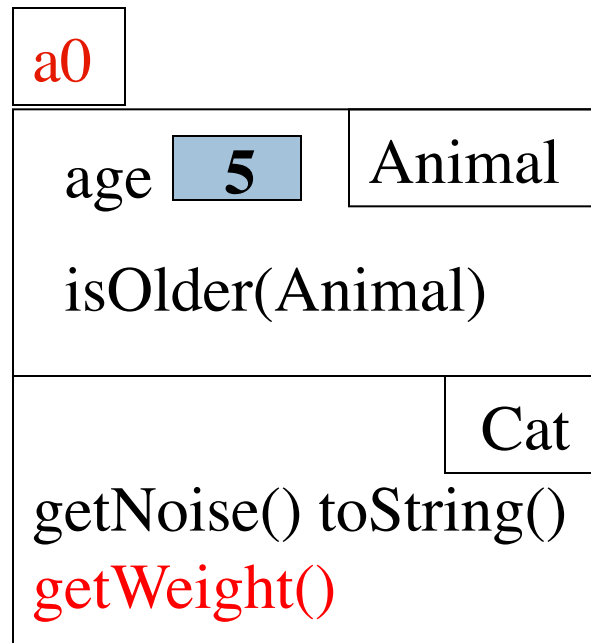 a0
age 5 Animal
isOlder(Animal)
Cat
getNoise() toString()
getWeight()